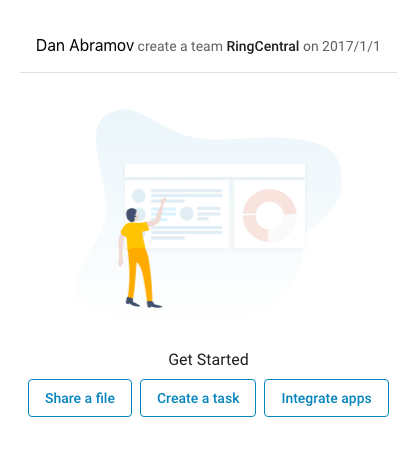 Dan Abramov create a team RingCentral on 2017/1/1
Get Started
Share a file
Create a task
Integrate apps